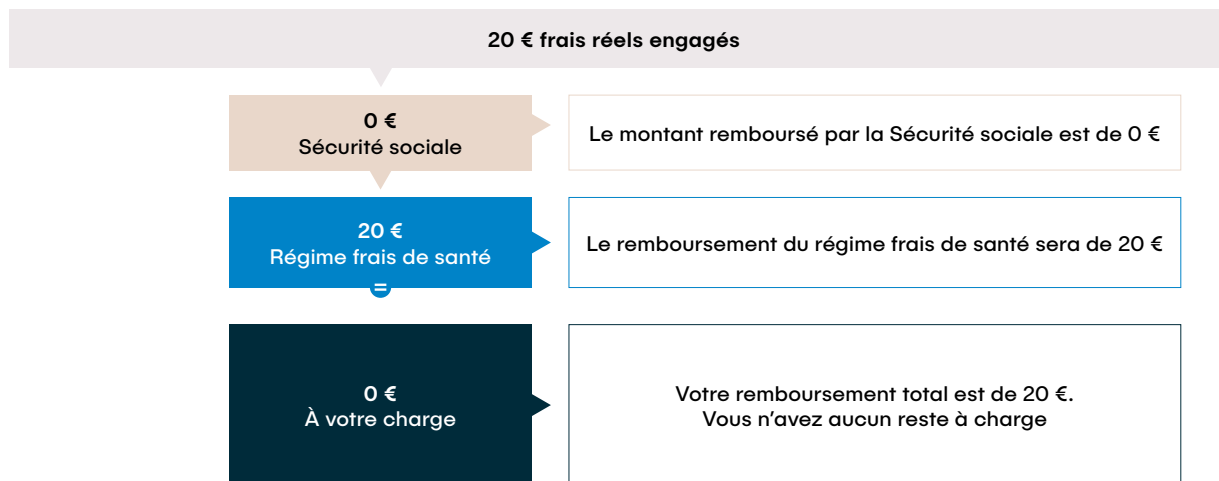 20 € frais réels engagés
0 €
Sécurité sociale
Le montant remboursé par la Sécurité sociale est de 0 €
20 €
Régime frais de santé
=
Le remboursement du régime frais de santé sera de 20 €
0 €
À votre charge
Votre remboursement total est de 20 €.
Vous n’avez aucun reste à charge